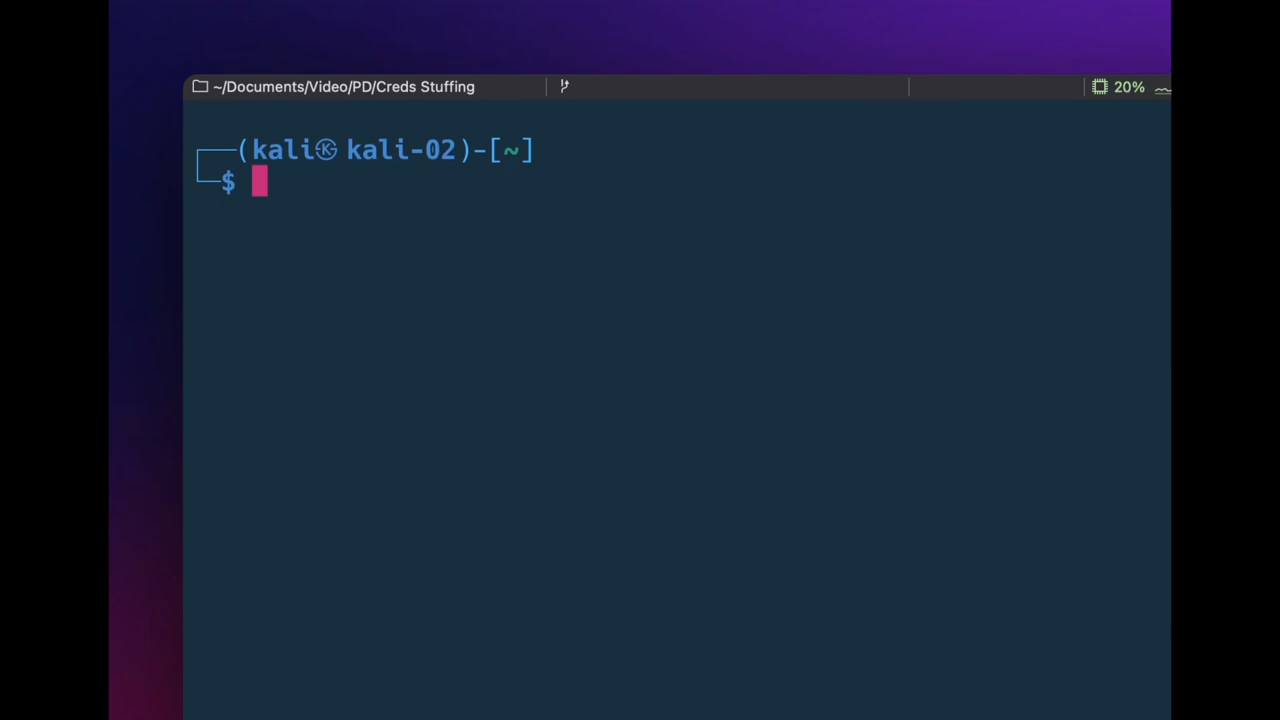 ~/Documents/Video/PD/Creds Stuffing
20%
┌──(kali㉿kali-02)-[~]
└─$